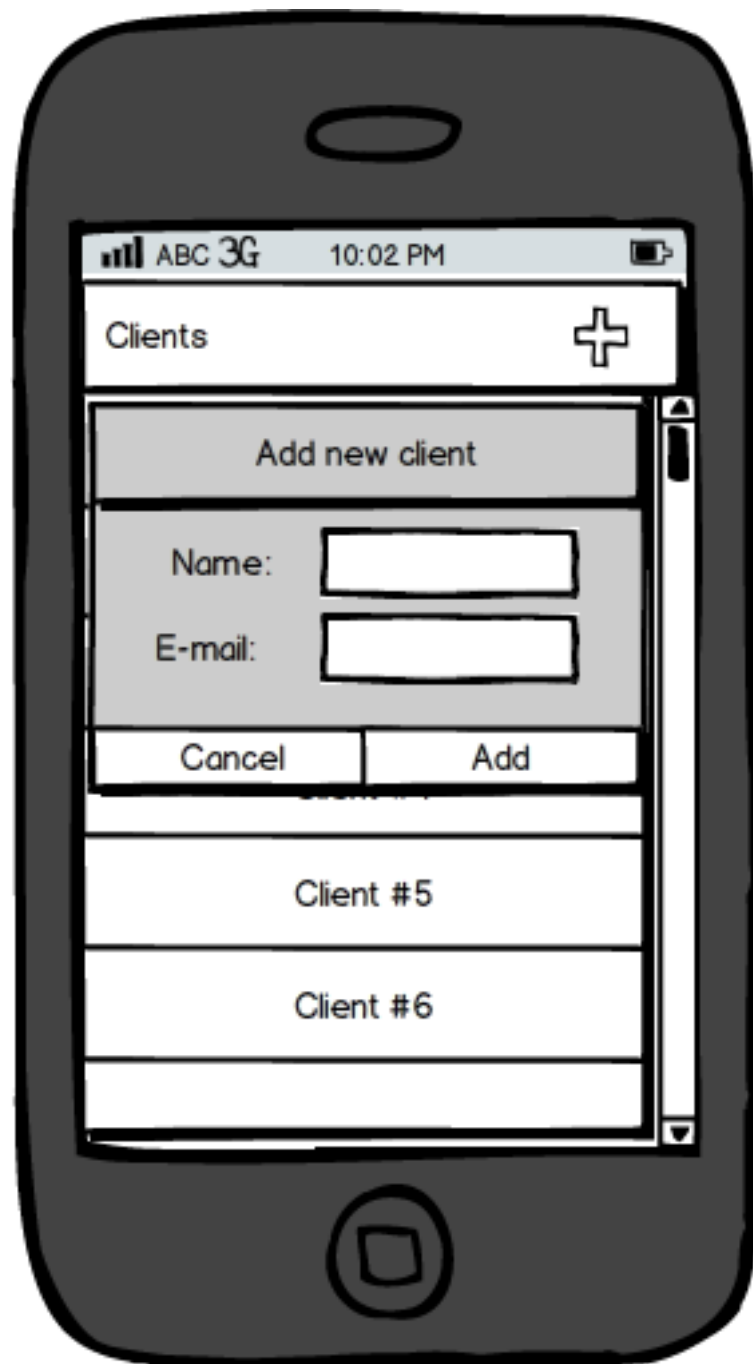 ABC 3G 10:02 PM
Clients
Add new client
Name:
E-mail:
Cancel Add
Client #5
Client #6